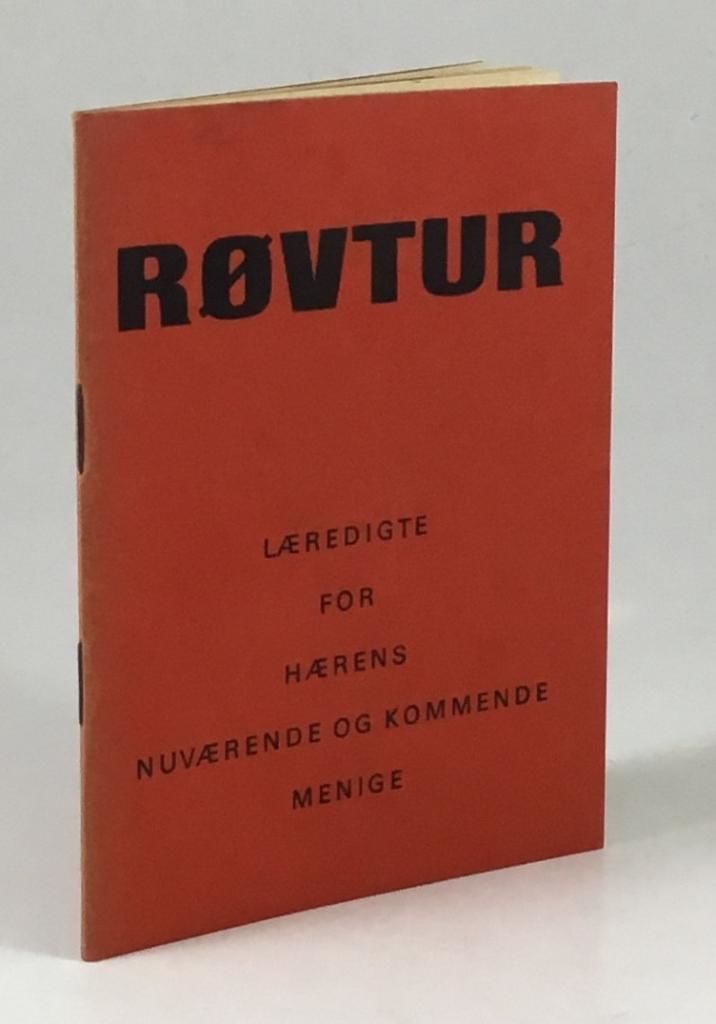 RØVTUR
LÆREDIGTE
FOR
HÆRENS
NUVÆRENDE OG KOMMENDE
MENIGE